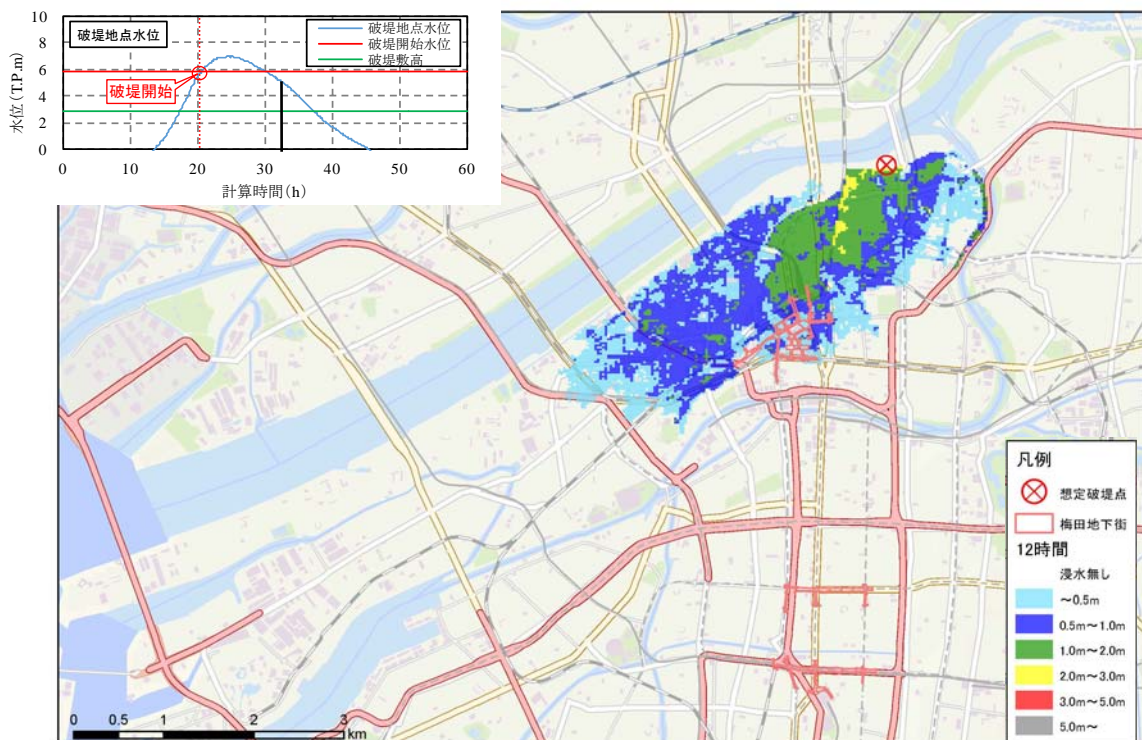 破堤地点水位
破堤地点水位
破堤開始水位
破堤敷高
破堤開始
水位(T.P.m)
10
8
6
4
2
0
0
10
20
30
40
50
60
計算時間(h)
凡例
想定破堤点
梅田地下街
12時間
浸水無し
～0.5m
0.5m～1.0m
1.0m～2.0m
2.0m～3.0m
3.0m～5.0m
5.0m～
0 0.5 1 2 3
km